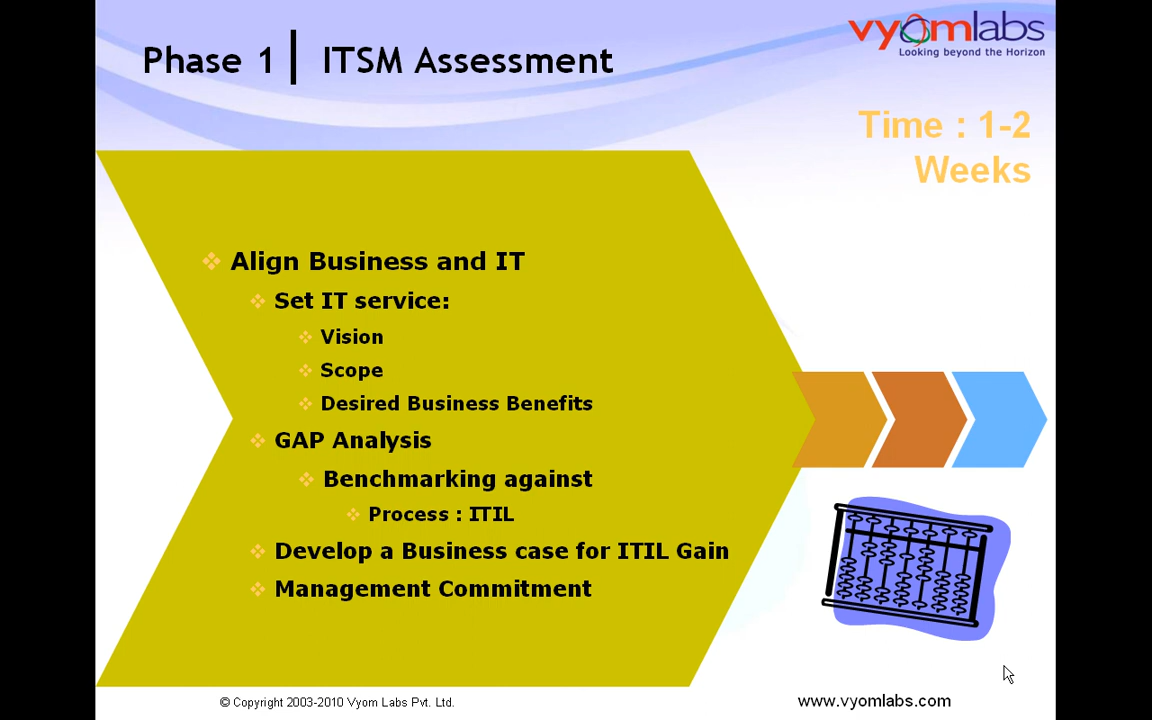 Phase 1 | ITSM Assessment
vyomlabs
Looking beyond the Horizon
Time : 1-2
Weeks
Align Business and IT
Set IT service:
Vision
Scope
Desired Business Benefits
GAP Analysis
Benchmarking against
Process : ITIL
Develop a Business case for ITIL Gain
Management Commitment
© Copyright 2003-2010 Vyom Labs Pvt. Ltd.
www.vyomlabs.com